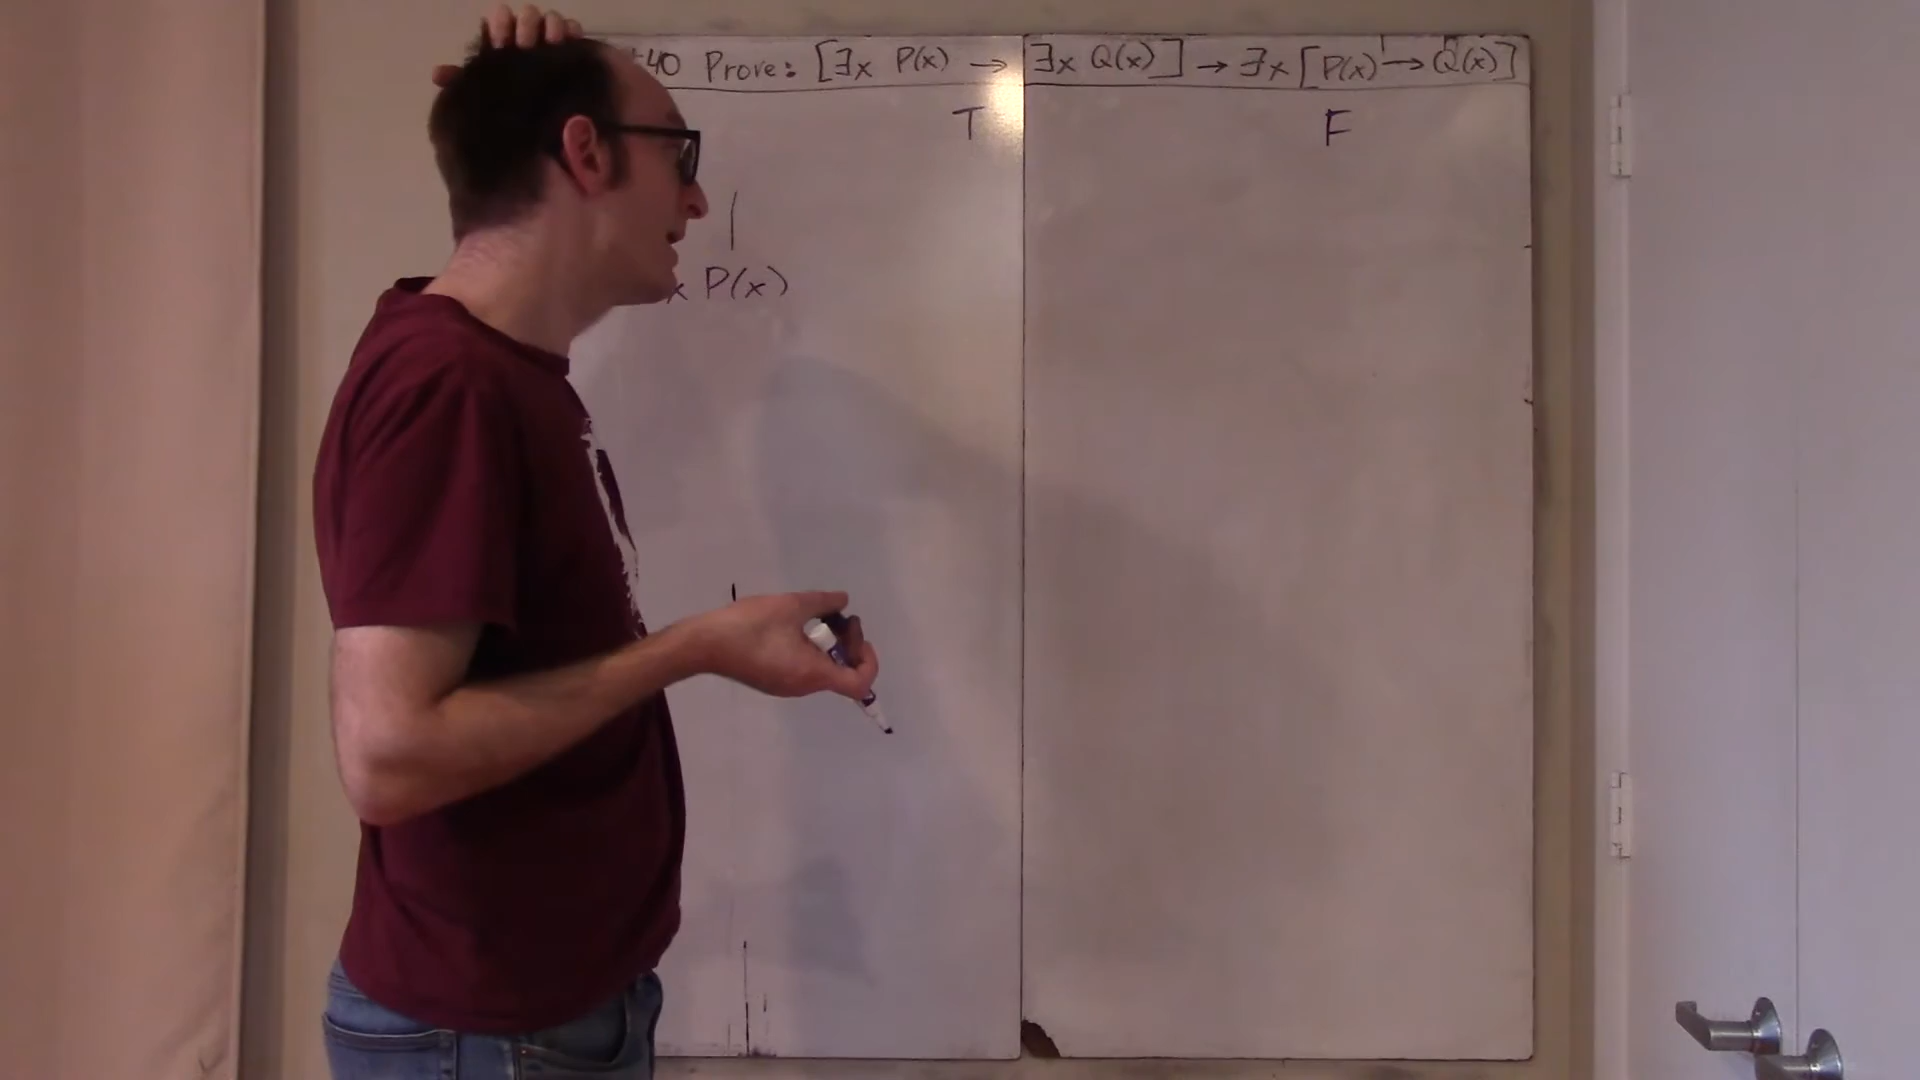 40 Prove: [∃x P(x) → ∃x Q(x)] → ∃x [P(x) → Q(x)]
T F
x P(x)